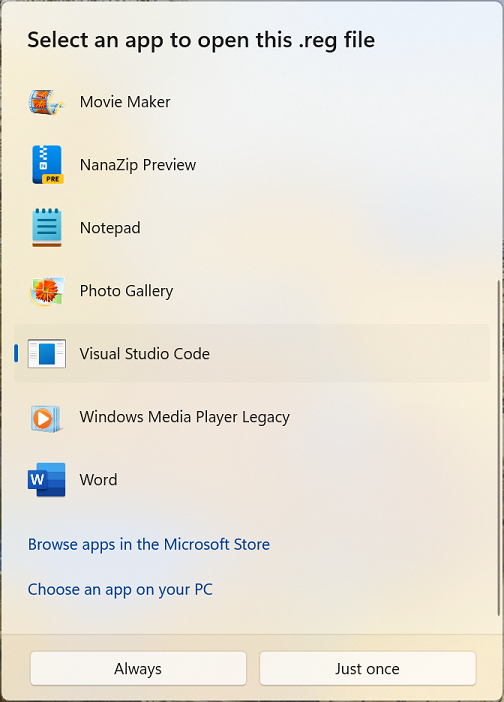 Select an app to open this .reg file
Movie Maker
PRE
NanaZip Preview
Notepad
Photo Gallery
Visual Studio Code
Windows Media Player Legacy
W
Word
Browse apps in the Microsoft Store
Choose an app on your PC
Always
Just once